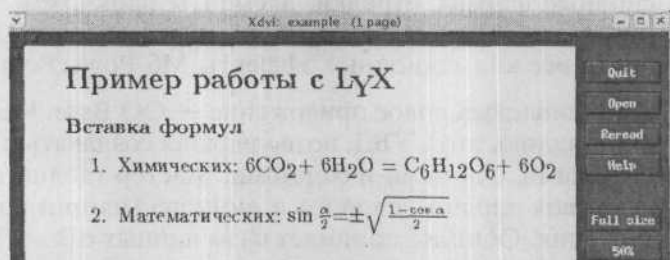 Xdvi: example (1 page)
Пример работы с LyX
Вставка формул
1. Химических: 6CO₂+ 6H₂O = C₆H₁₂O₆+ 6O₂
2. Математических: sin α/2=±√((1−cos α)/2)
Quit
Open
Reread
Help
Full size
50%